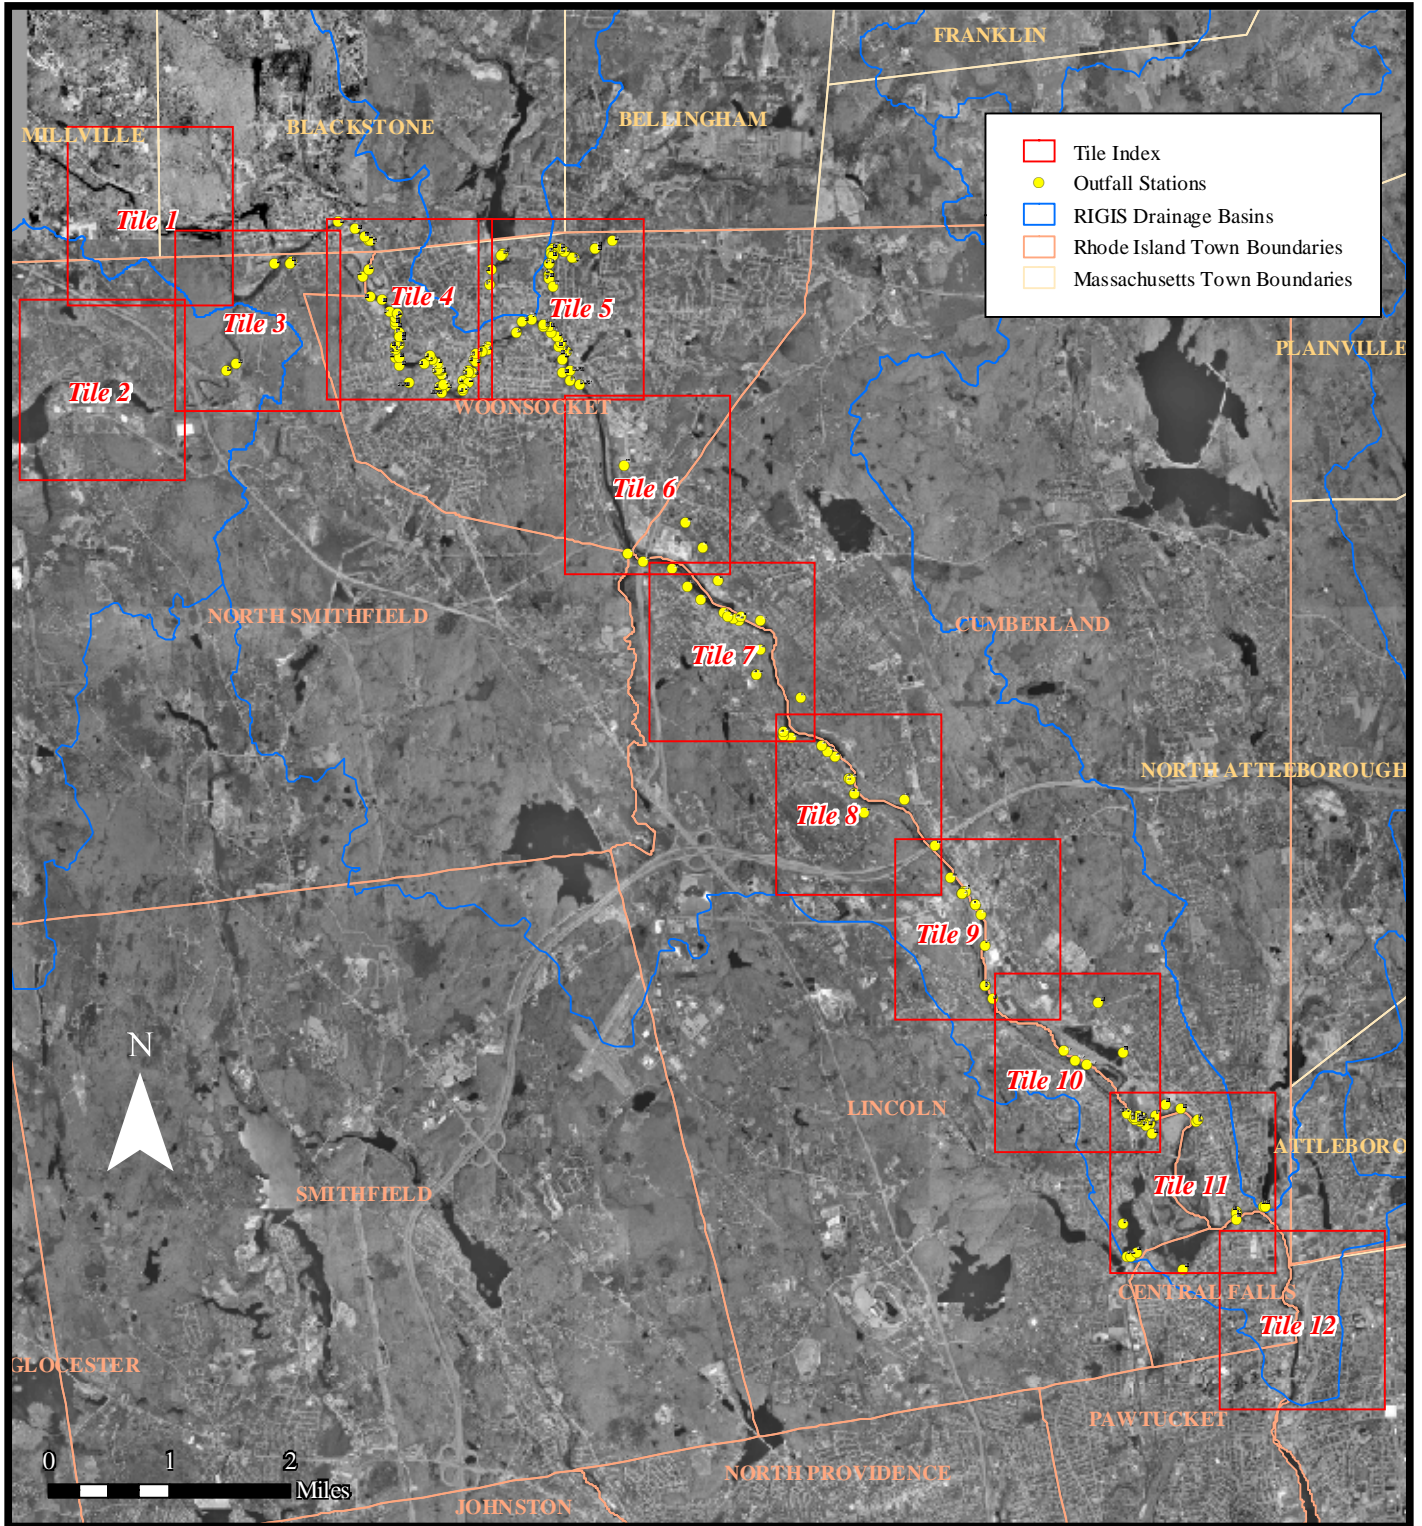 FRANKLIN
MILLVILLE
BLACKSTONE
BELLINGHAM
Tile Index
Outfall Stations
RIGIS Drainage Basins
Rhode Island Town Boundaries
Massachusetts Town Boundaries
Tile 1
Tile 4
Tile 5
Tile 3
PLAINVILLE
Tile 2
WOONSOCKET
Tile 6
NORTH SMITHFIELD
CUMBERLAND
Tile 7
NORTH ATTLEBOROUGH
Tile 8
Tile 9
N
Tile 10
LINCOLN
ATTLEBORO
SMITHFIELD
Tile 11
CENTRAL FALLS
Tile 12
GLOCESTER
PAWTUCKET
0 1 2
Miles
NORTH PROVIDENCE
JOHNSTON